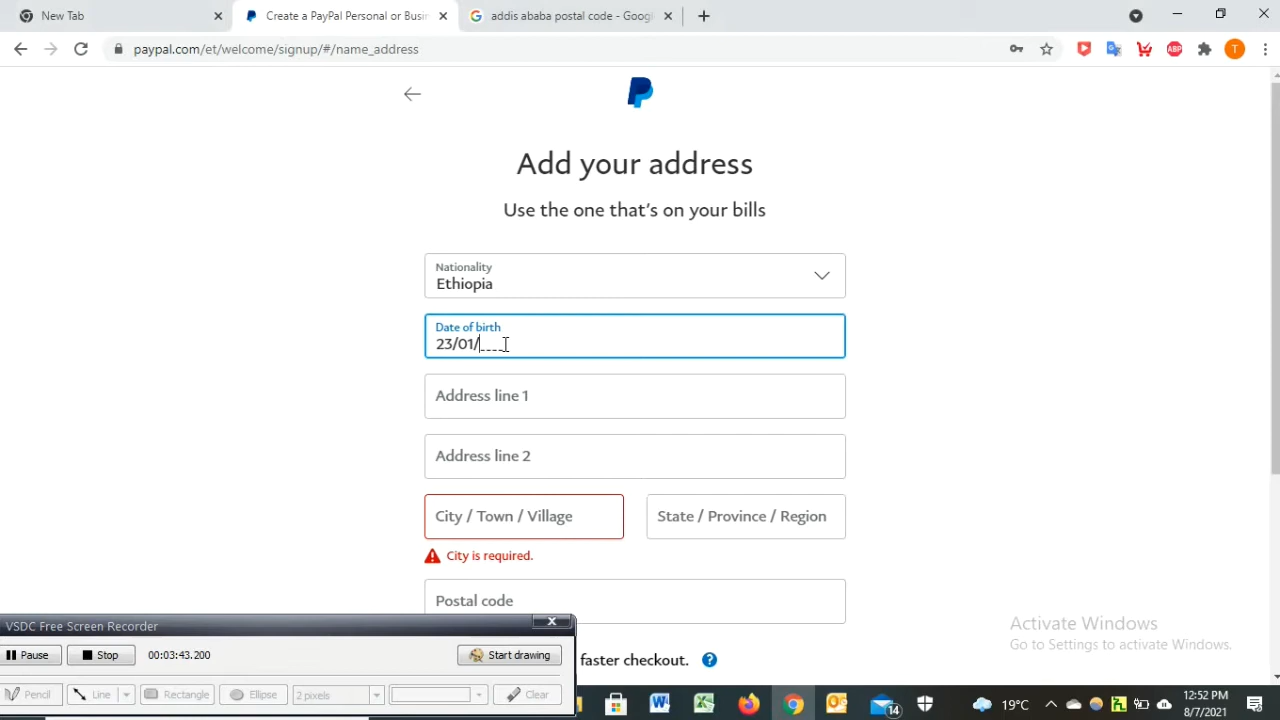 New Tab
Create a PayPal Personal or Busin
addis ababa postal code - Googl
paypal.com/et/welcome/signup/#/name_address
ABP
T
Add your address
Use the one that's on your bills
Nationality
Ethiopia
Date of birth
23/01/____
Address line 1
Address line 2
City / Town / Village
State / Province / Region
City is required.
Postal code
VSDC Free Screen Recorder
Activate Windows
Go to Settings to activate Windows.
Pause
Stop
00:03:43.200
Start drawing
faster checkout.
?
Pencil
Line
Rectangle
Ellipse
2 pixels
Clear
14
19°C
12:52 PM
8/7/2021